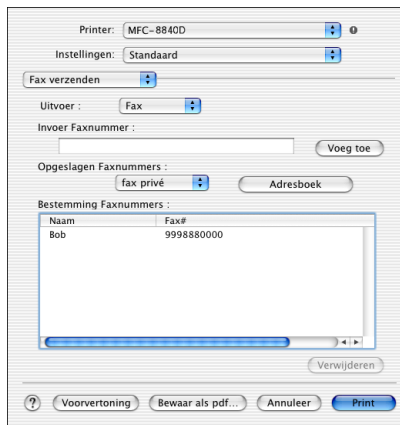 Printer: MFC-8840D
Instellingen: Standaard
Fax verzenden
Uitvoer : Fax
Invoer Faxnummer :
Voeg toe
Opgeslagen Faxnummers :
fax privé Adresboek
Bestemming Faxnummers :
Naam Fax#
Bob 9998880000
Verwijderen
? Voorvertoning Bewaar als pdf... Annuleer Print